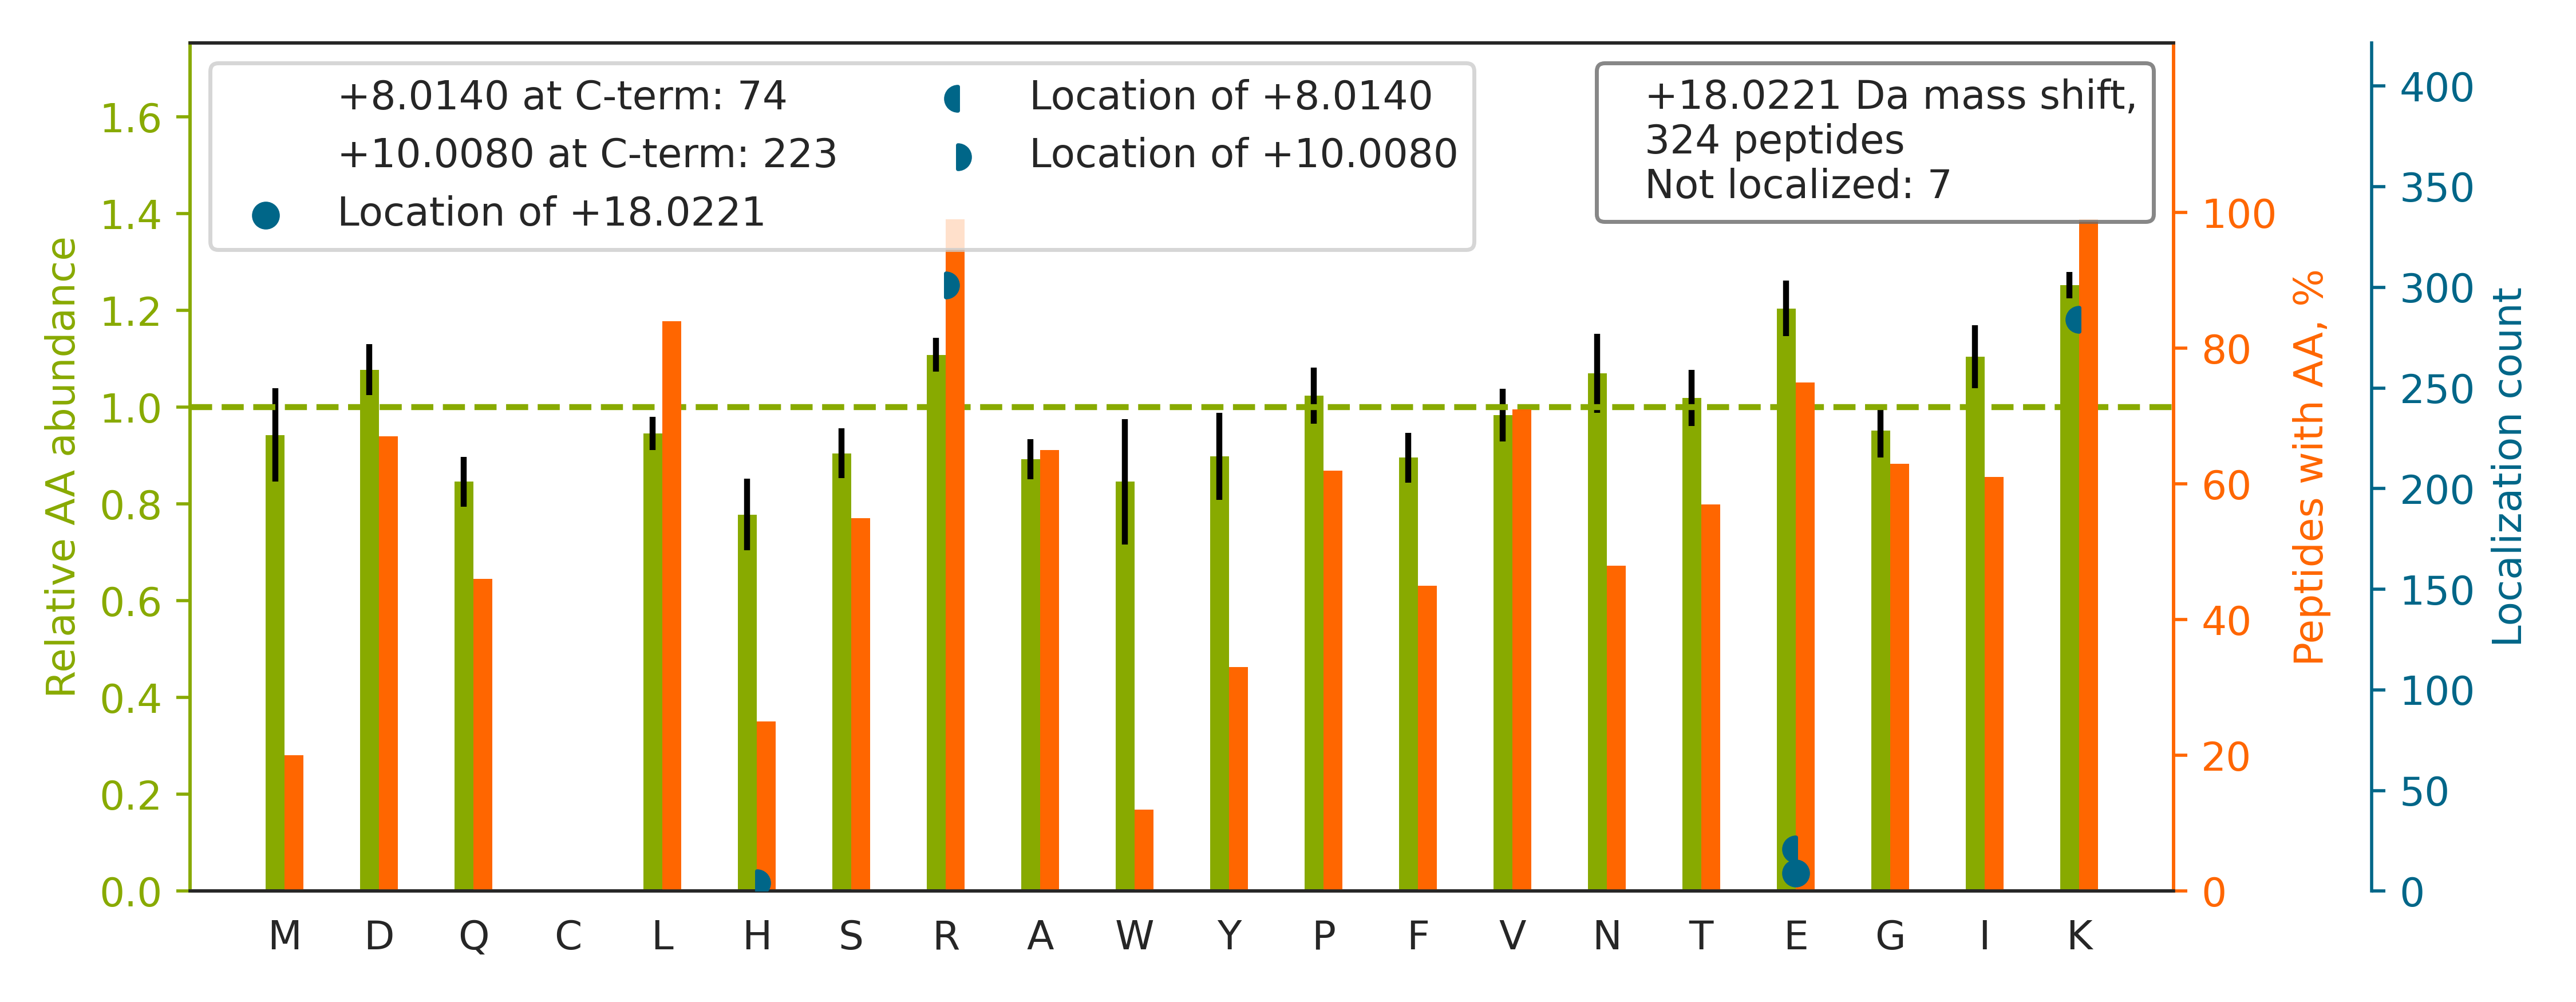 +8.0140 at C-term: 74
+10.0080 at C-term: 223
Location of +18.0221
Location of +8.0140
Location of +10.0080
+18.0221 Da mass shift,
324 peptides
Not localized: 7
Relative AA abundance
1.6
1.4
1.2
1.0
0.8
0.6
0.4
0.2
0.0
M D Q C L H S R A W Y P F V N T E G I K
100
80
60
40
20
0
Peptides with AA, %
400
350
300
250
200
150
100
50
0
Localization count